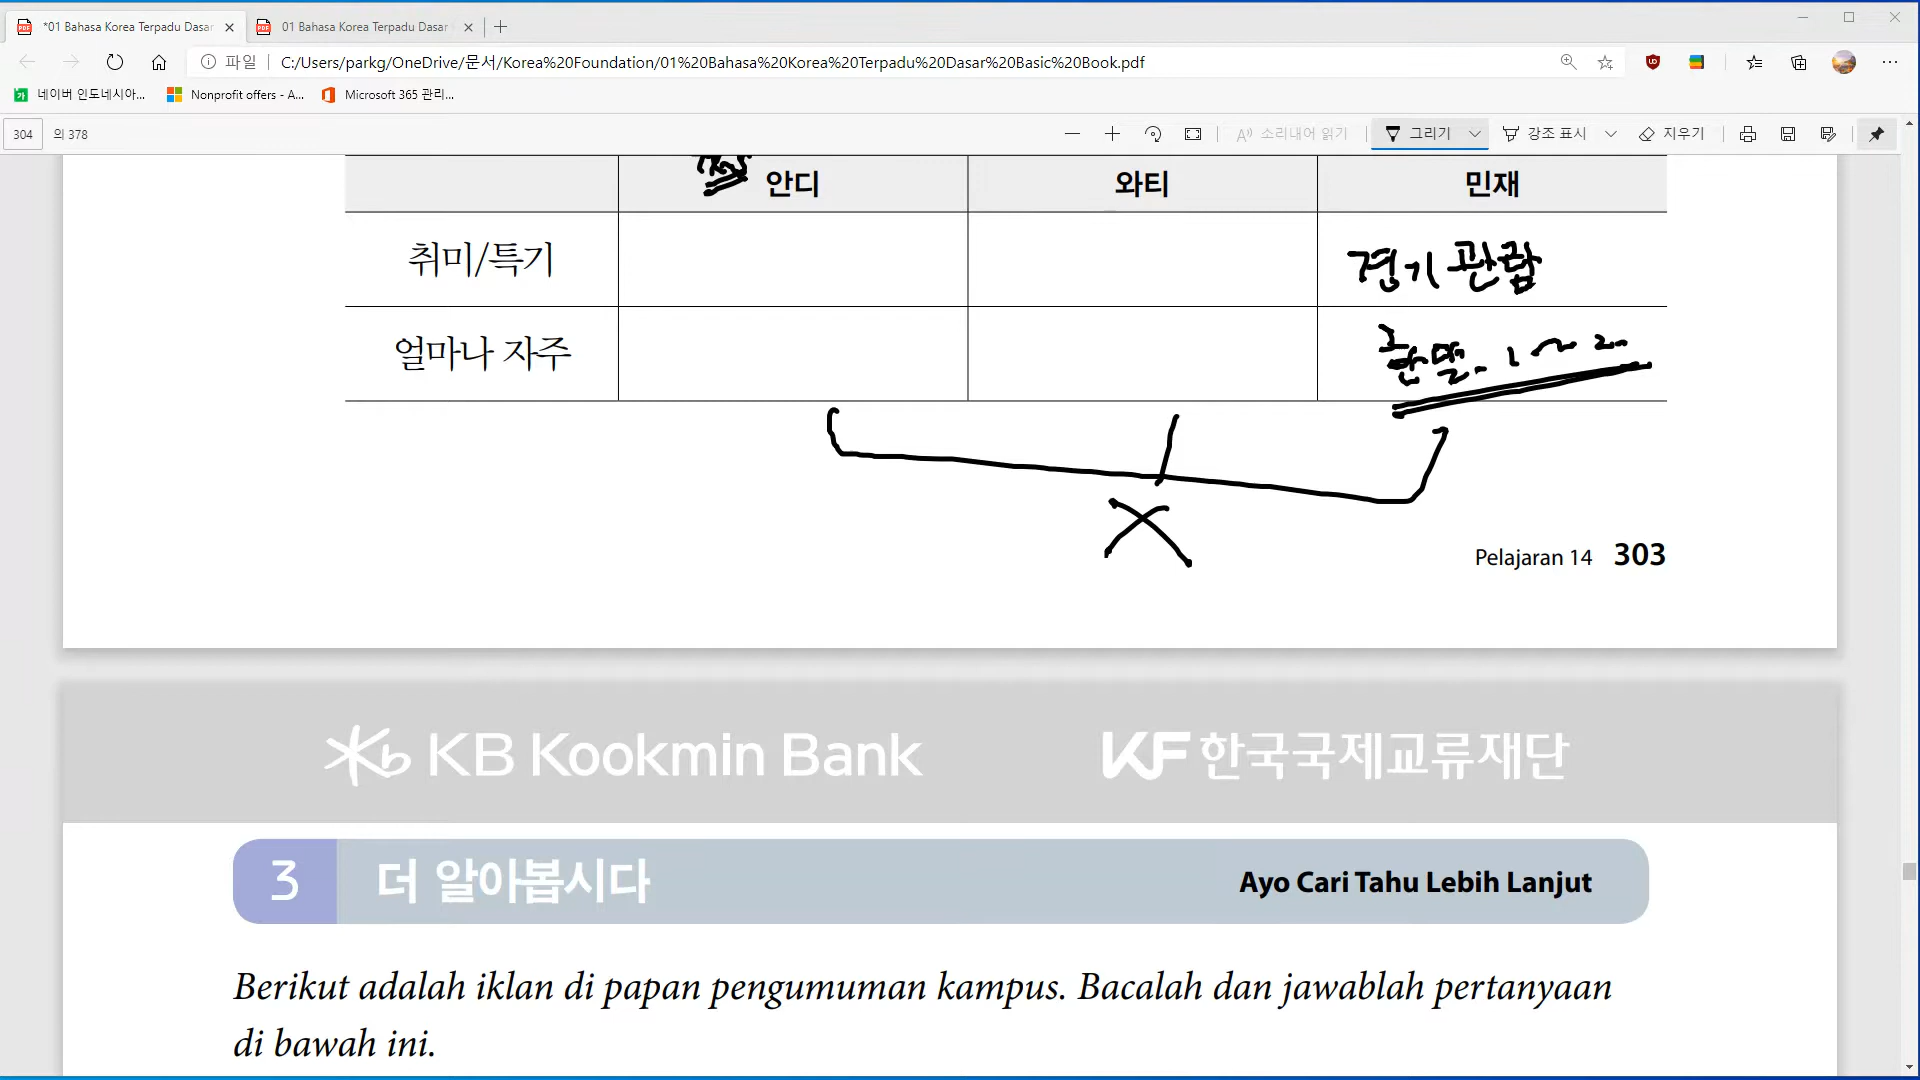 *01 Bahasa Korea Terpadu Dasar
01 Bahasa Korea Terpadu Dasar
파일 C:/Users/parkg/OneDrive/문서/Korea%20Foundation/01%20Bahasa%20Korea%20Terpadu%20Dasar%20Basic%20Book.pdf
네이버 인도네시아... Nonprofit offers - A... Microsoft 365 관리...
304 의 378 소리내어 읽기 그리기 강조 표시 지우기
안디 와티 민재
취미/특기 경기 관람
얼마나 자주 한달. 1~2
Pelajaran 14 303
KB Kookmin Bank KF 한국국제교류재단
3 더 알아봅시다 Ayo Cari Tahu Lebih Lanjut
Berikut adalah iklan di papan pengumuman kampus. Bacalah dan jawablah pertanyaan
di bawah ini.